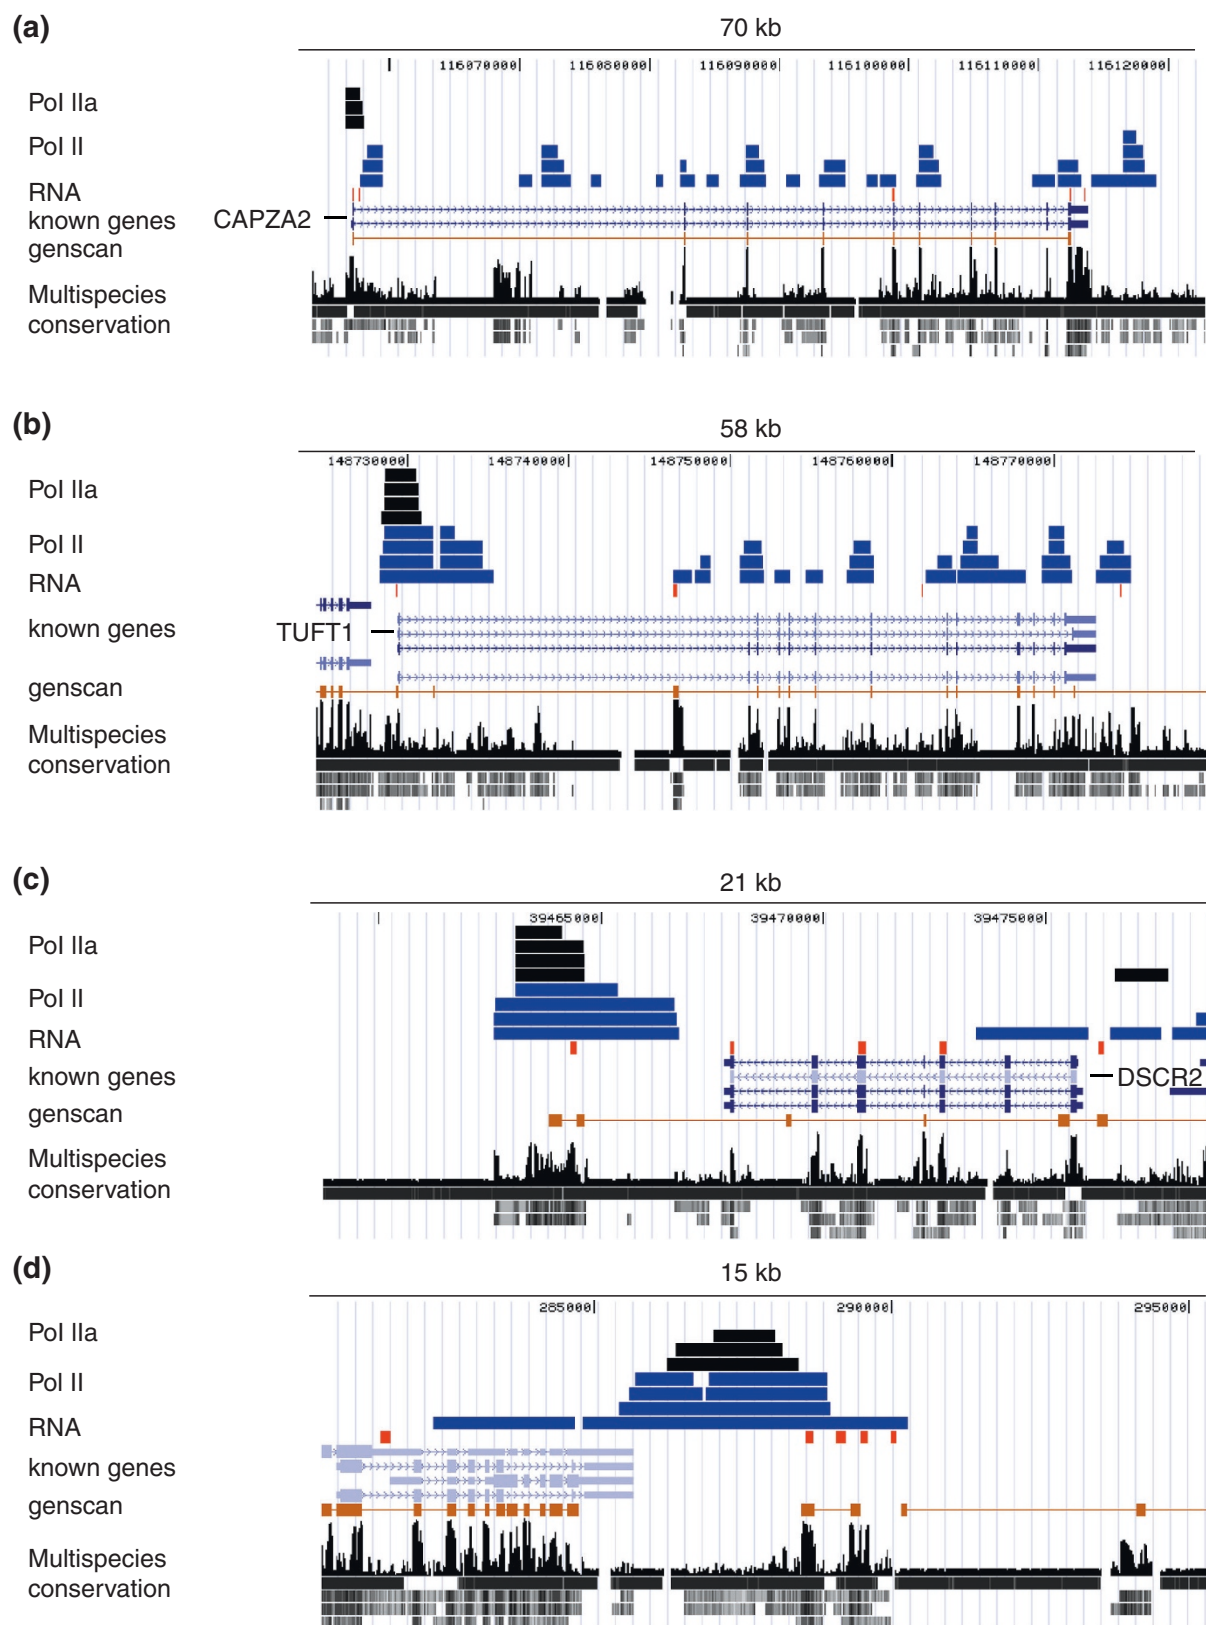 (a)
70 kb
116070000 116080000 116090000 116100000 116110000 116120000
Pol IIa
Pol II
RNA
known genes
CAPZA2
genscan
Multispecies
conservation
(b)
58 kb
148730000 148740000 148750000 148760000 148770000
Pol IIa
Pol II
RNA
known genes
TUFT1
genscan
Multispecies
conservation
(c)
21 kb
39465000 39470000 39475000
Pol IIa
Pol II
RNA
known genes
DSCR2
genscan
Multispecies
conservation
(d)
15 kb
285000 290000 295000
Pol IIa
Pol II
RNA
known genes
genscan
Multispecies
conservation